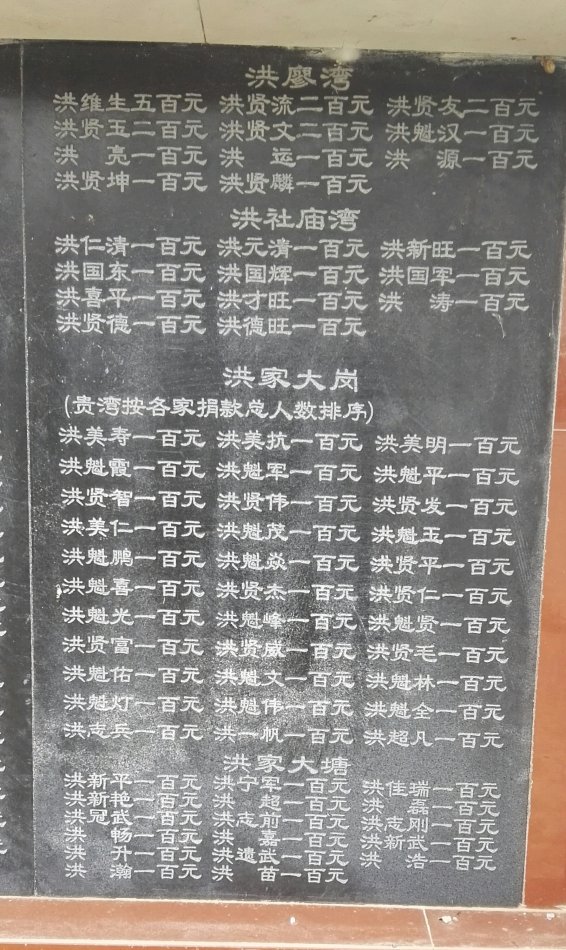 洪廖湾
洪维生五百元 洪贤流二百元 洪贤友二百元
洪贤玉二百元 洪贤文二百元 洪魁汉一百元
洪 亮一百元 洪 运一百元 洪 源一百元
洪贤坤一百元 洪贤麟一百元
洪社庙湾
洪仁清一百元 洪元清一百元 洪新旺一百元
洪国东一百元 洪国辉一百元 洪国军一百元
洪喜平一百元 洪才旺一百元 洪 涛一百元
洪贤德一百元 洪德旺一百元
洪家大岗
(贵湾按各家捐款总人数排序)
洪美寿一百元 洪美抗一百元 洪美明一百元
洪魁霞一百元 洪魁军一百元 洪魁平一百元
洪贤智一百元 洪贤伟一百元 洪贤发一百元
洪美仁一百元 洪魁茂一百元 洪魁玉一百元
洪魁鹏一百元 洪魁焱一百元 洪贤平一百元
洪魁喜一百元 洪贤杰一百元 洪贤仁一百元
洪魁光一百元 洪魁峰一百元 洪魁贤一百元
洪贤富一百元 洪贤威一百元 洪贤毛一百元
洪魁佑一百元 洪魁文一百元 洪魁林一百元
洪魁灯一百元 洪魁伟一百元 洪魁全一百元
洪志兵一百元 洪一帆一百元 洪超凡一百元
洪家大塘
洪新平一百元 洪宁军一百元 洪佳瑞一百元
洪新艳一百元 洪 超一百元 洪 磊一百元
洪冠武一百元 洪志前一百元 洪志刚一百元
洪 畅一百元 洪 嘉一百元 洪新武一百元
洪 升一百元 洪 武一百元 洪 浩一百元
洪 瀚一百元 洪 苗一百元